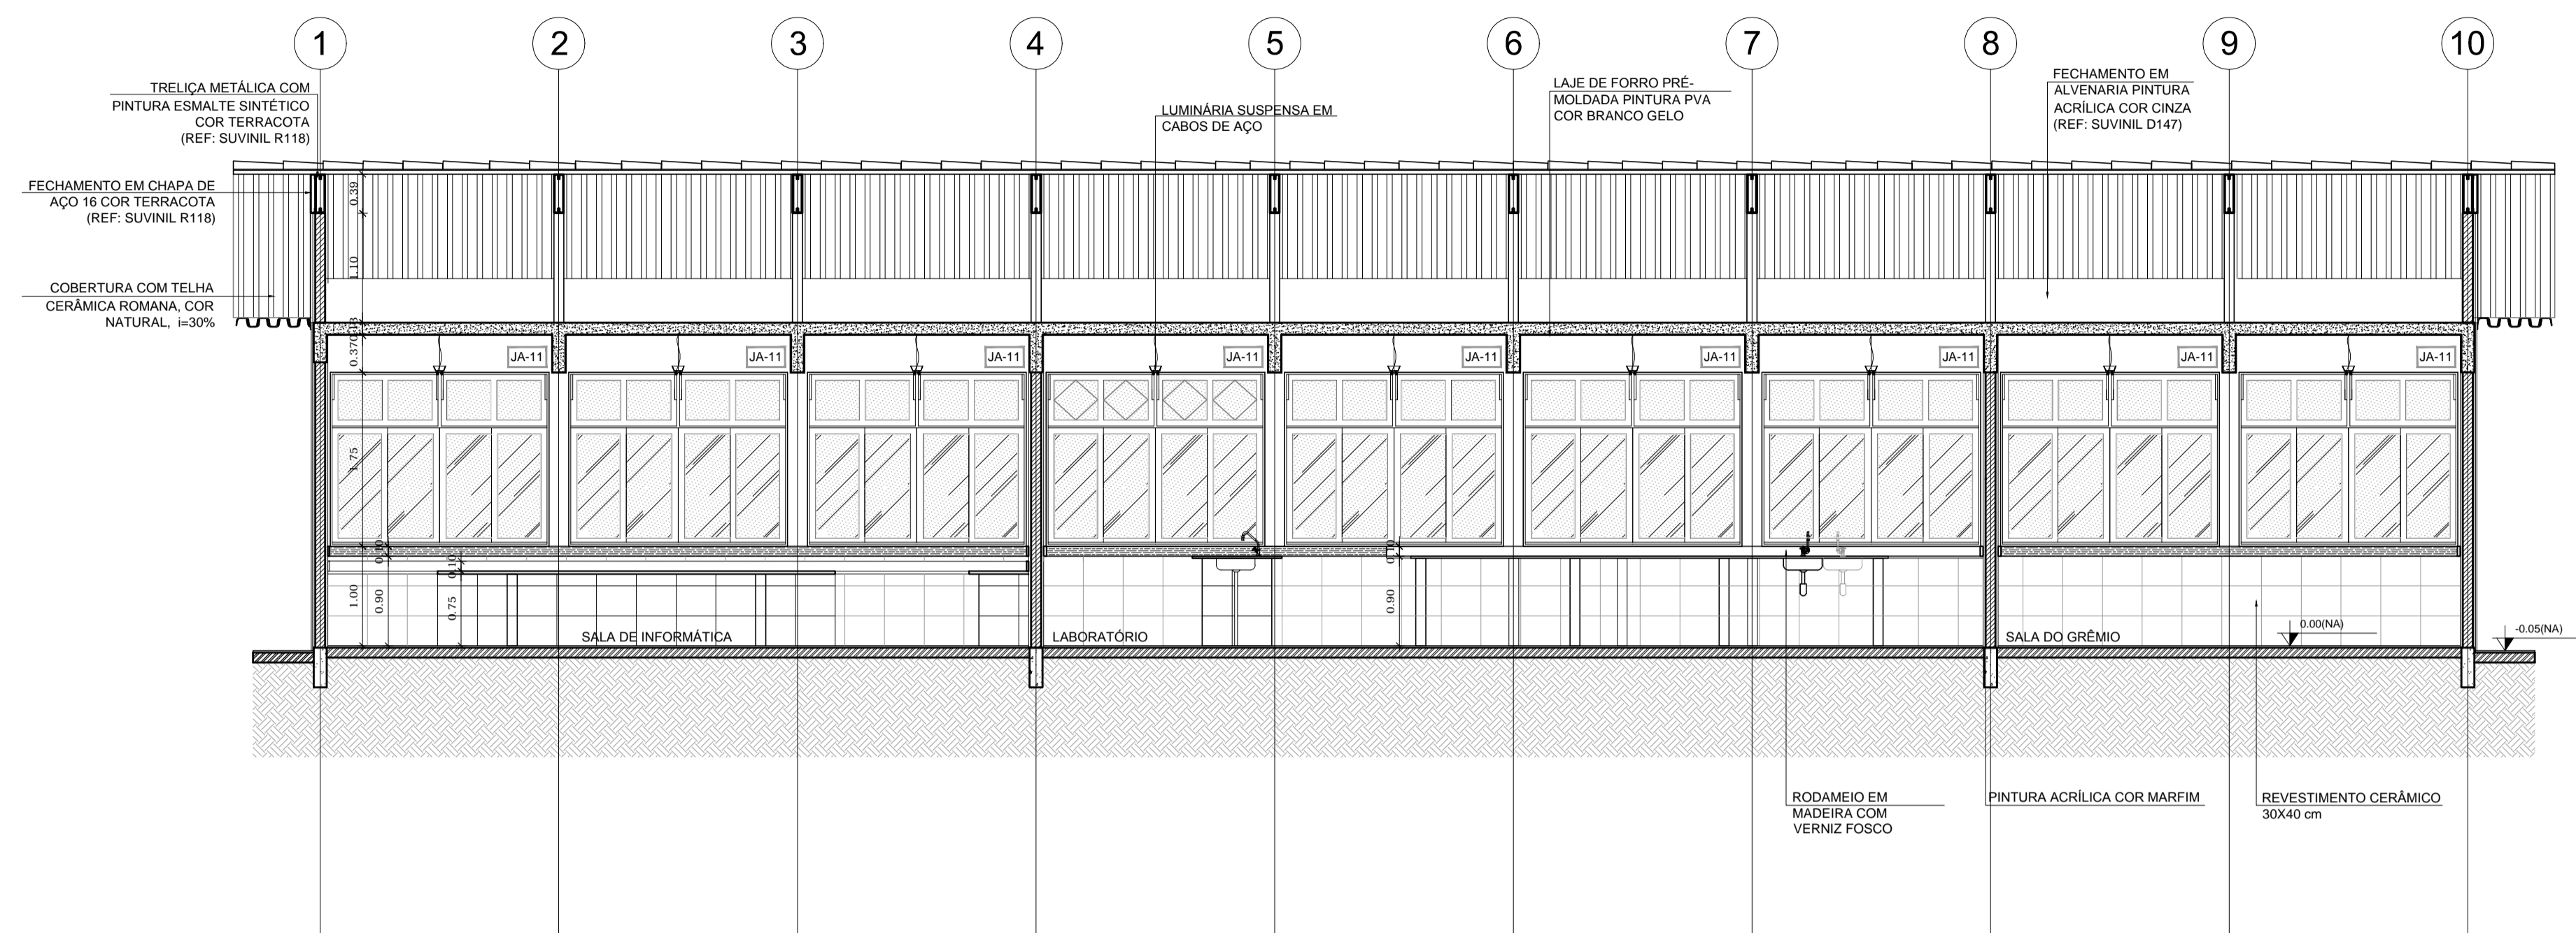 1 2 3 4 5 6 7 8 9 10
TRELIÇA METÁLICA COM
PINTURA ESMALTE SINTÉTICO
COR TERRACOTA
(REF: SUVINIL R118)
LUMINÁRIA SUSPENSA EM
CABOS DE AÇO
LAJE DE FORRO PRÉ-
MOLDADA PINTURA PVA
COR BRANCO GELO
FECHAMENTO EM
ALVENARIA PINTURA
ACRÍLICA COR CINZA
(REF: SUVINIL D147)
FECHAMENTO EM CHAPA DE
AÇO 16 COR TERRACOTA
(REF: SUVINIL R118)
COBERTURA COM TELHA
CERÂMICA ROMANA, COR
NATURAL, i=30%
0.39
1.10
0.13
0.37
JA-11 JA-11 JA-11 JA-11 JA-11 JA-11 JA-11 JA-11 JA-11
1.75
0.10
0.10
0.10
1.00
0.90
0.75
0.90
SALA DE INFORMÁTICA
LABORATÓRIO
SALA DO GRÊMIO
0.00(NA)
-0.05(NA)
RODAMEIO EM
MADEIRA COM
VERNIZ FOSCO
PINTURA ACRÍLICA COR MARFIM
REVESTIMENTO CERÂMICO
30X40 cm